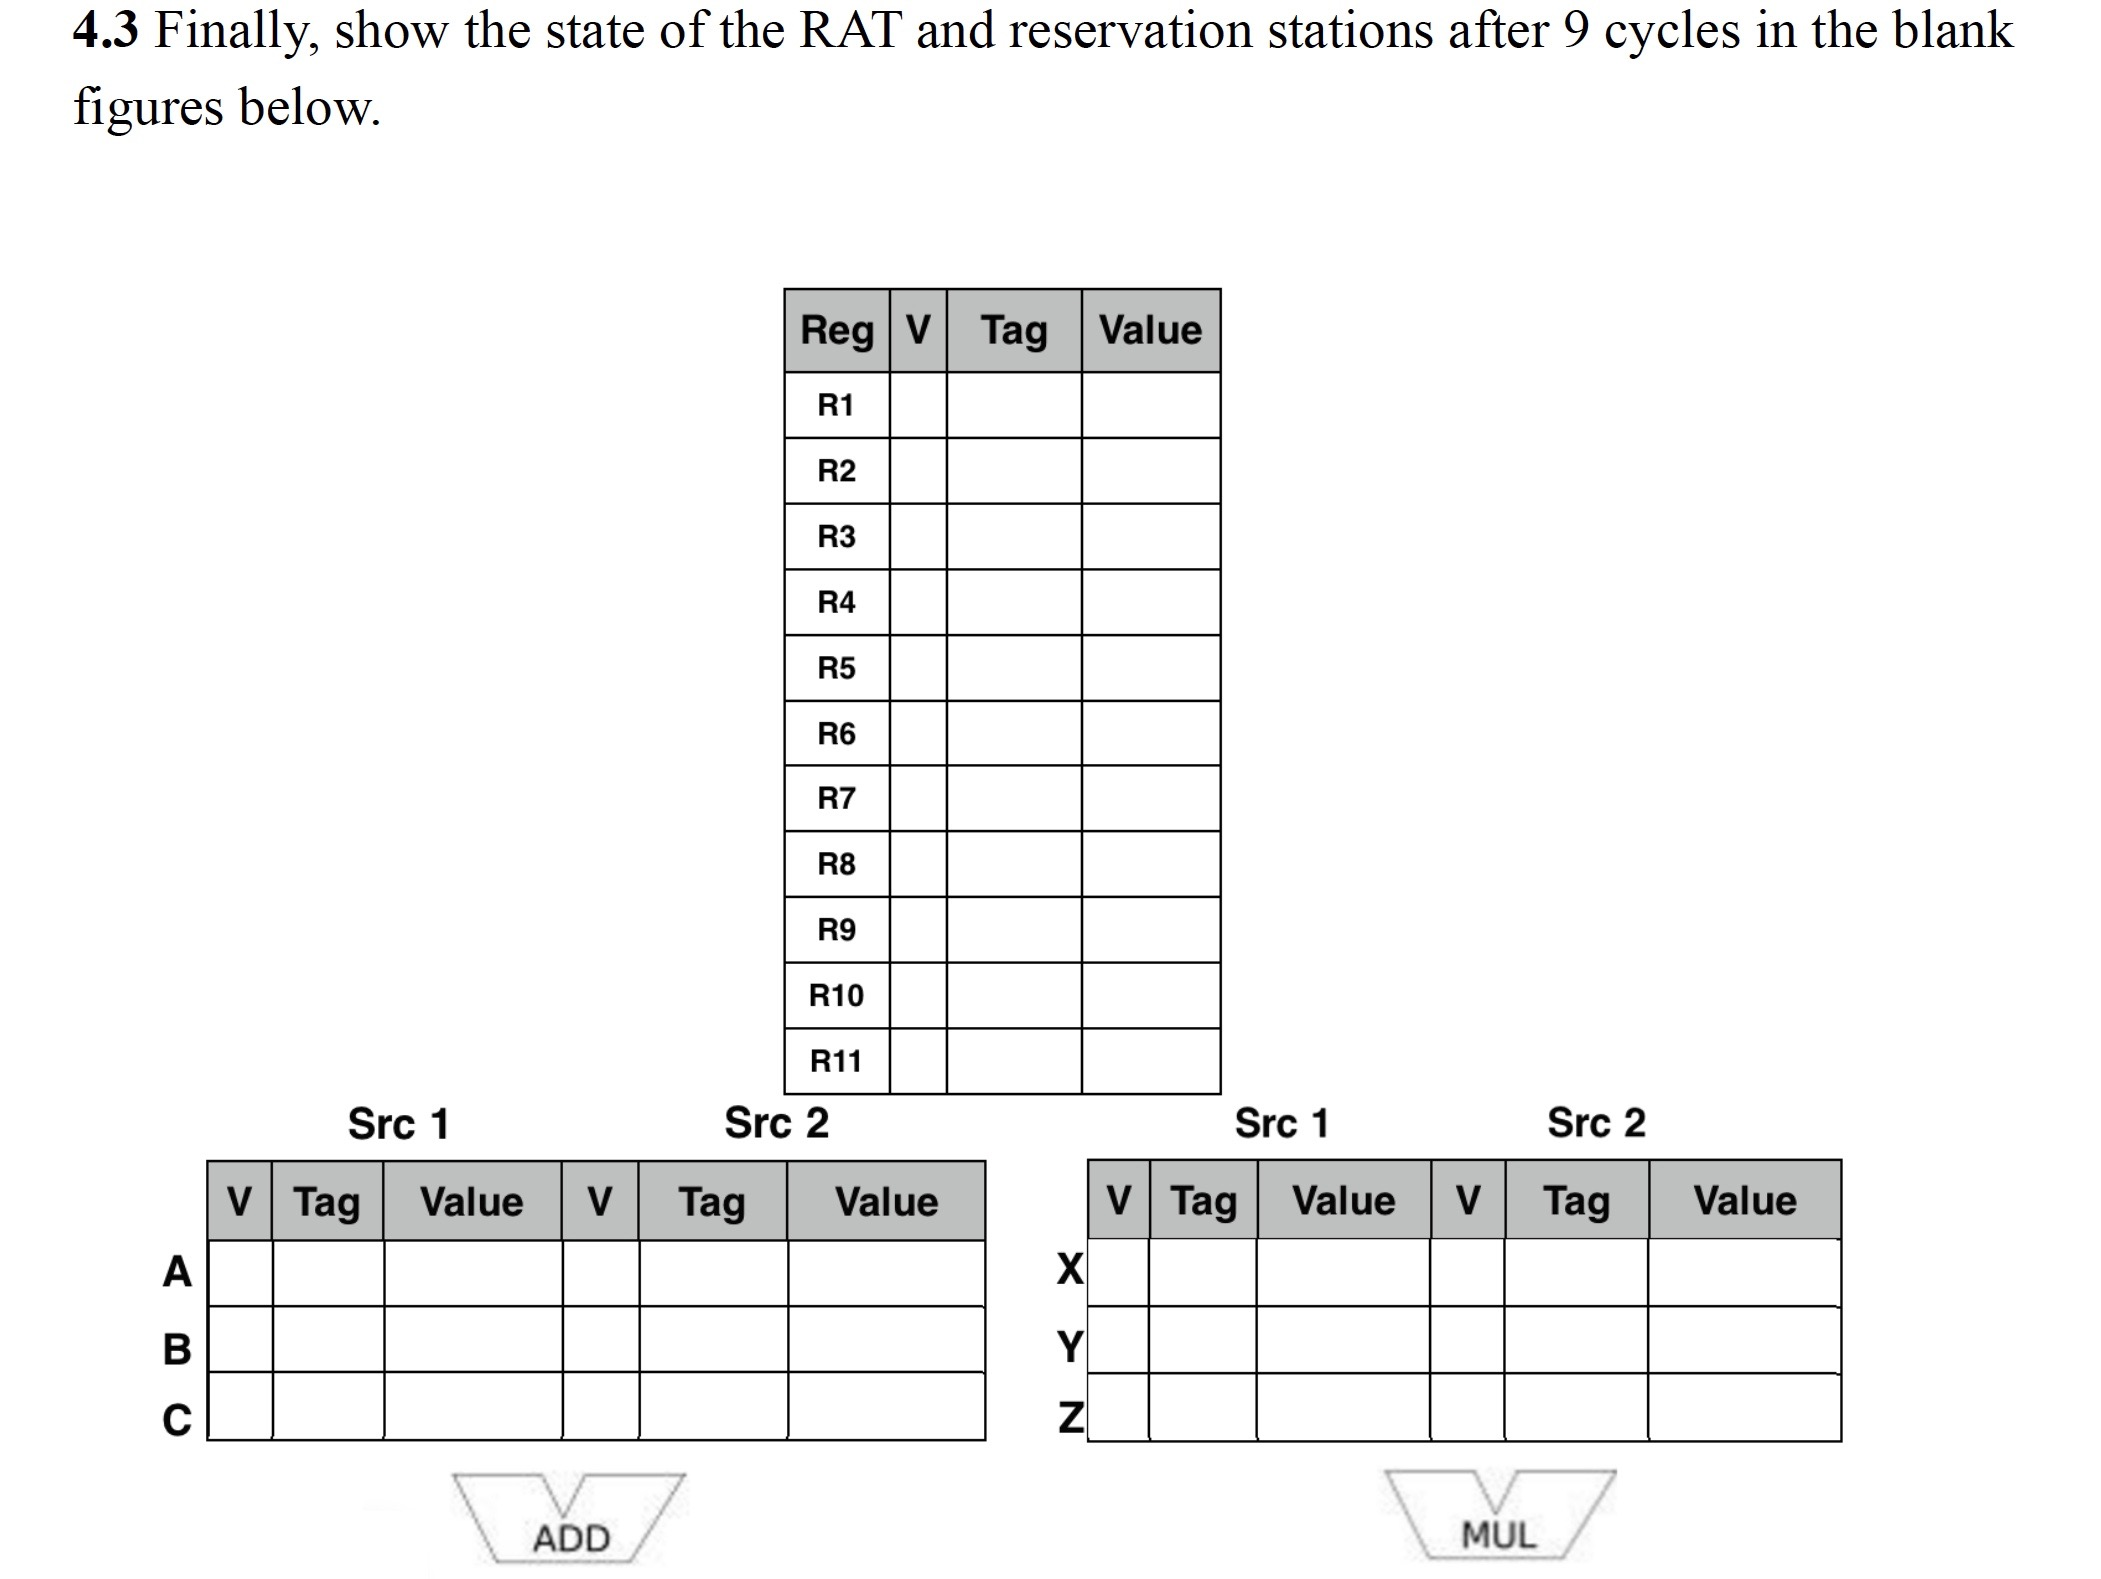 4.3 Finally, show the state of the RAT and reservation stations after 9 cycles in the blank
figures below.
Reg V Tag Value
R1
R2
R3
R4
R5
R6
R7
R8
R9
R10
R11
Src 1 Src 2
V Tag Value V Tag Value
A
B
C
ADD
Src 1 Src 2
V Tag Value V Tag Value
X
Y
Z
MUL